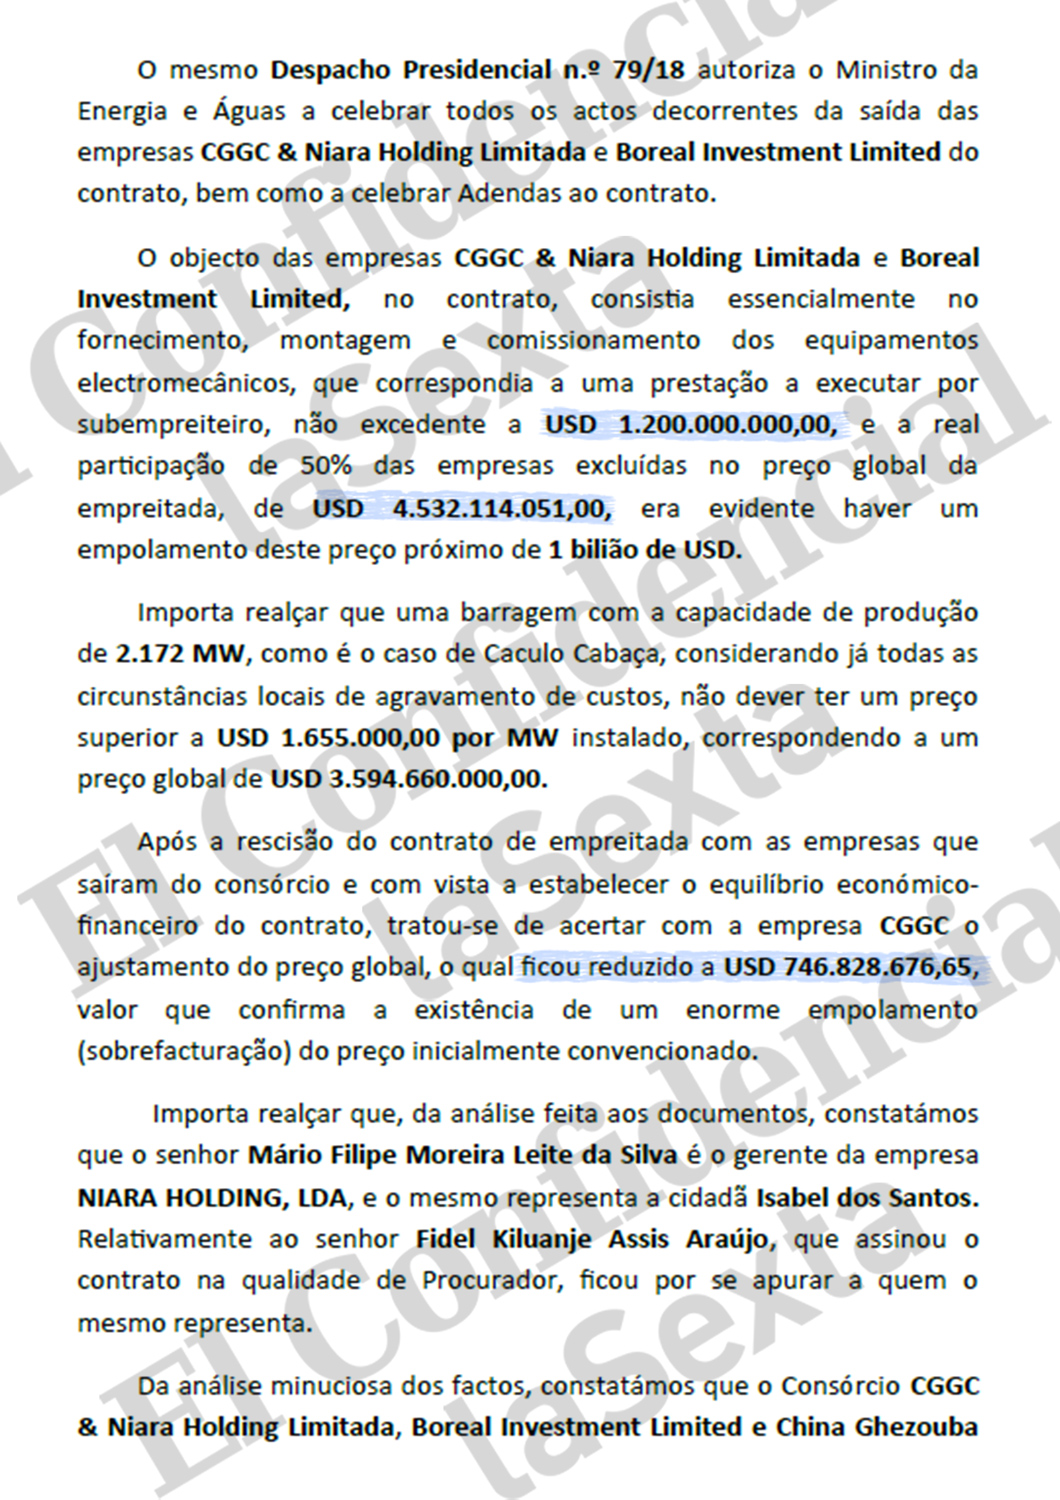 O mesmo Despacho Presidencial n.º 79/18 autoriza o Ministro da
Energia e Águas a celebrar todos os actos decorrentes da saída das
empresas CGGC & Niara Holding Limitada e Boreal Investment Limited do
contrato, bem como a celebrar Adendas ao contrato.
O objecto das empresas CGGC & Niara Holding Limitada e Boreal
Investment Limited, no contrato, consistia essencialmente no
fornecimento, montagem e comissionamento dos equipamentos
electromecânicos, que correspondia a uma prestação a executar por
subempreiteiro, não excedente a USD 1.200.000.000,00, e a real
participação de 50% das empresas excluídas no preço global da
empreitada, de USD 4.532.114.051,00, era evidente haver um
empolamento deste preço próximo de 1 bilião de USD.
Importa realçar que uma barragem com a capacidade de produção
de 2.172 MW, como é o caso de Caculo Cabaça, considerando já todas as
circunstâncias locais de agravamento de custos, não dever ter um preço
superior a USD 1.655.000,00 por MW instalado, correspondendo a um
preço global de USD 3.594.660.000,00.
Após a rescisão do contrato de empreitada com as empresas que
saíram do consórcio e com vista a estabelecer o equilíbrio económico-
financeiro do contrato, tratou-se de acertar com a empresa CGGC o
ajustamento do preço global, o qual ficou reduzido a USD 746.828.676,65,
valor que confirma a existência de um enorme empolamento
(sobrefacturação) do preço inicialmente convencionado.
Importa realçar que, da análise feita aos documentos, constatámos
que o senhor Mário Filipe Moreira Leite da Silva é o gerente da empresa
NIARA HOLDING, LDA, e o mesmo representa a cidadã Isabel dos Santos.
Relativamente ao senhor Fidel Kiluanje Assis Araújo, que assinou o
contrato na qualidade de Procurador, ficou por se apurar a quem o
mesmo representa.
Da análise minuciosa dos factos, constatámos que o Consórcio CGGC
& Niara Holding Limitada, Boreal Investment Limited e China Ghezouba
El Confidencial
laSexta
El Confidencial
laSexta
El Confidencial
laSexta